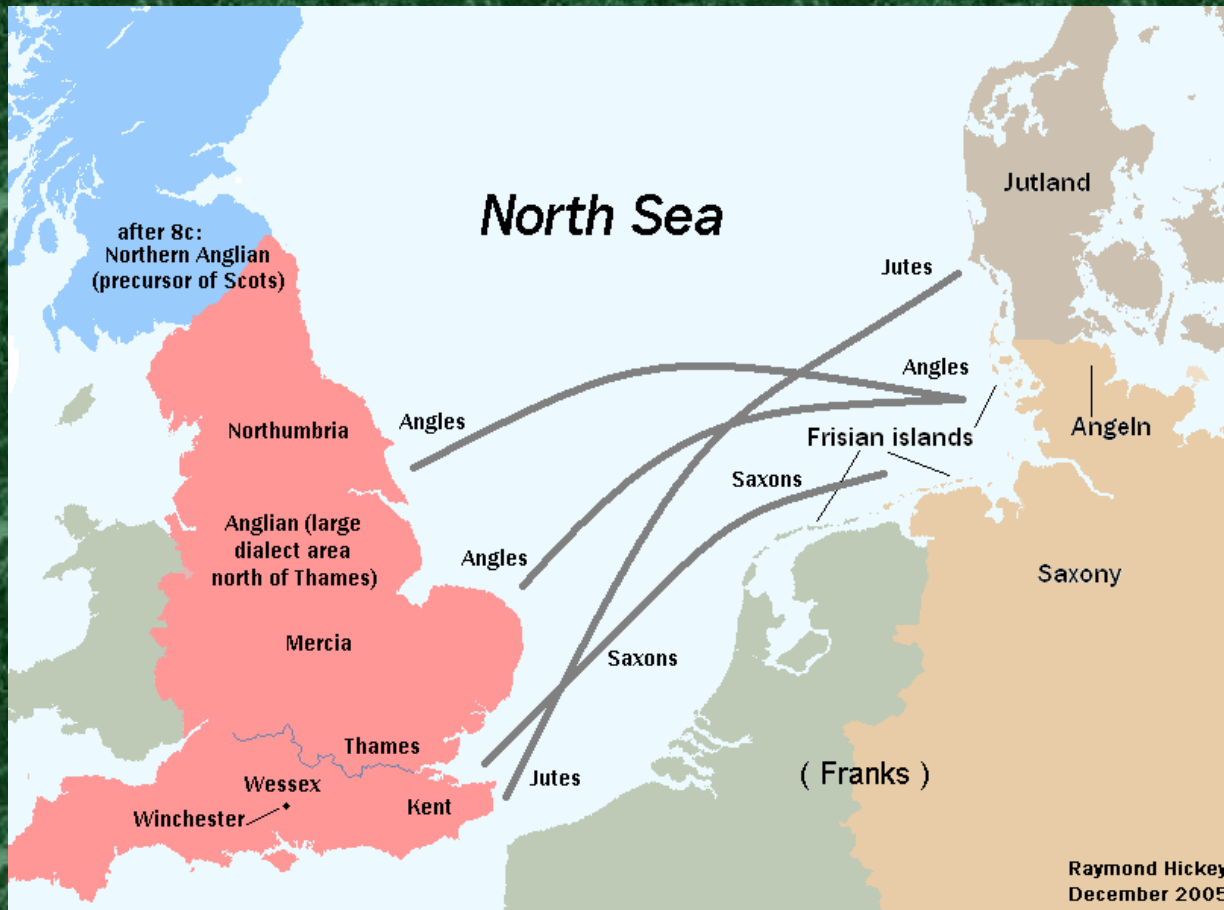 Jutland
North Sea
after 8c:
Northern Anglian
(precursor of Scots)
Jutes
Angles
Angles
Northumbria
Frisian islands
Angeln
Saxons
Anglian (large
dialect area
north of Thames)
Angles
Saxony
Mercia
Saxons
Thames
Jutes
( Franks )
Wessex
Kent
Winchester
Raymond Hickey
December 2005